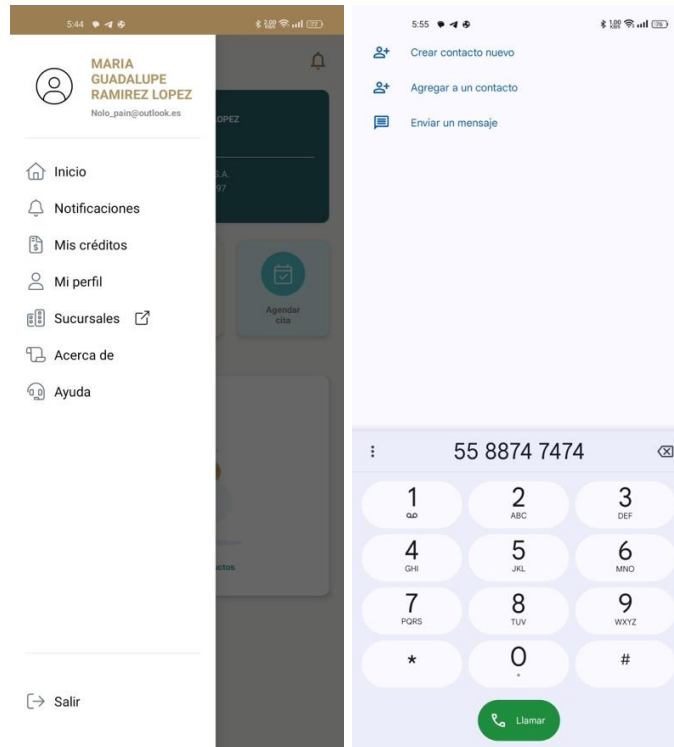 5:44
MARIA
GUADALUPE
RAMIREZ LOPEZ
Nolo_pain@outlook.es
Inicio
Notificaciones
Mis créditos
Mi perfil
Sucursales
Acerca de
Ayuda
Salir
OPEZ
S.A.
97
Agendar
cita
ctos
5:55
Crear contacto nuevo
Agregar a un contacto
Enviar un mensaje
55 8874 7474
1
2
ABC
3
DEF
4
GHI
5
JKL
6
MNO
7
PQRS
8
TUV
9
WXYZ
*
0
+
#
Llamar